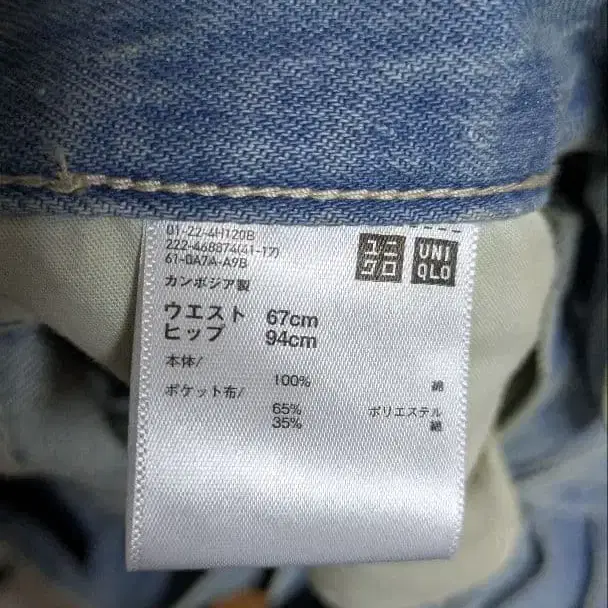 01-22-4H120B
222-468874(41-17)
61-0A7A-A9B
カンボジア製
ユニ
クロ
UNI
QLO
ウエスト 67cm
ヒップ 94cm
本体/
100% 綿
ポケット布/
65% ポリエステル
35% 綿